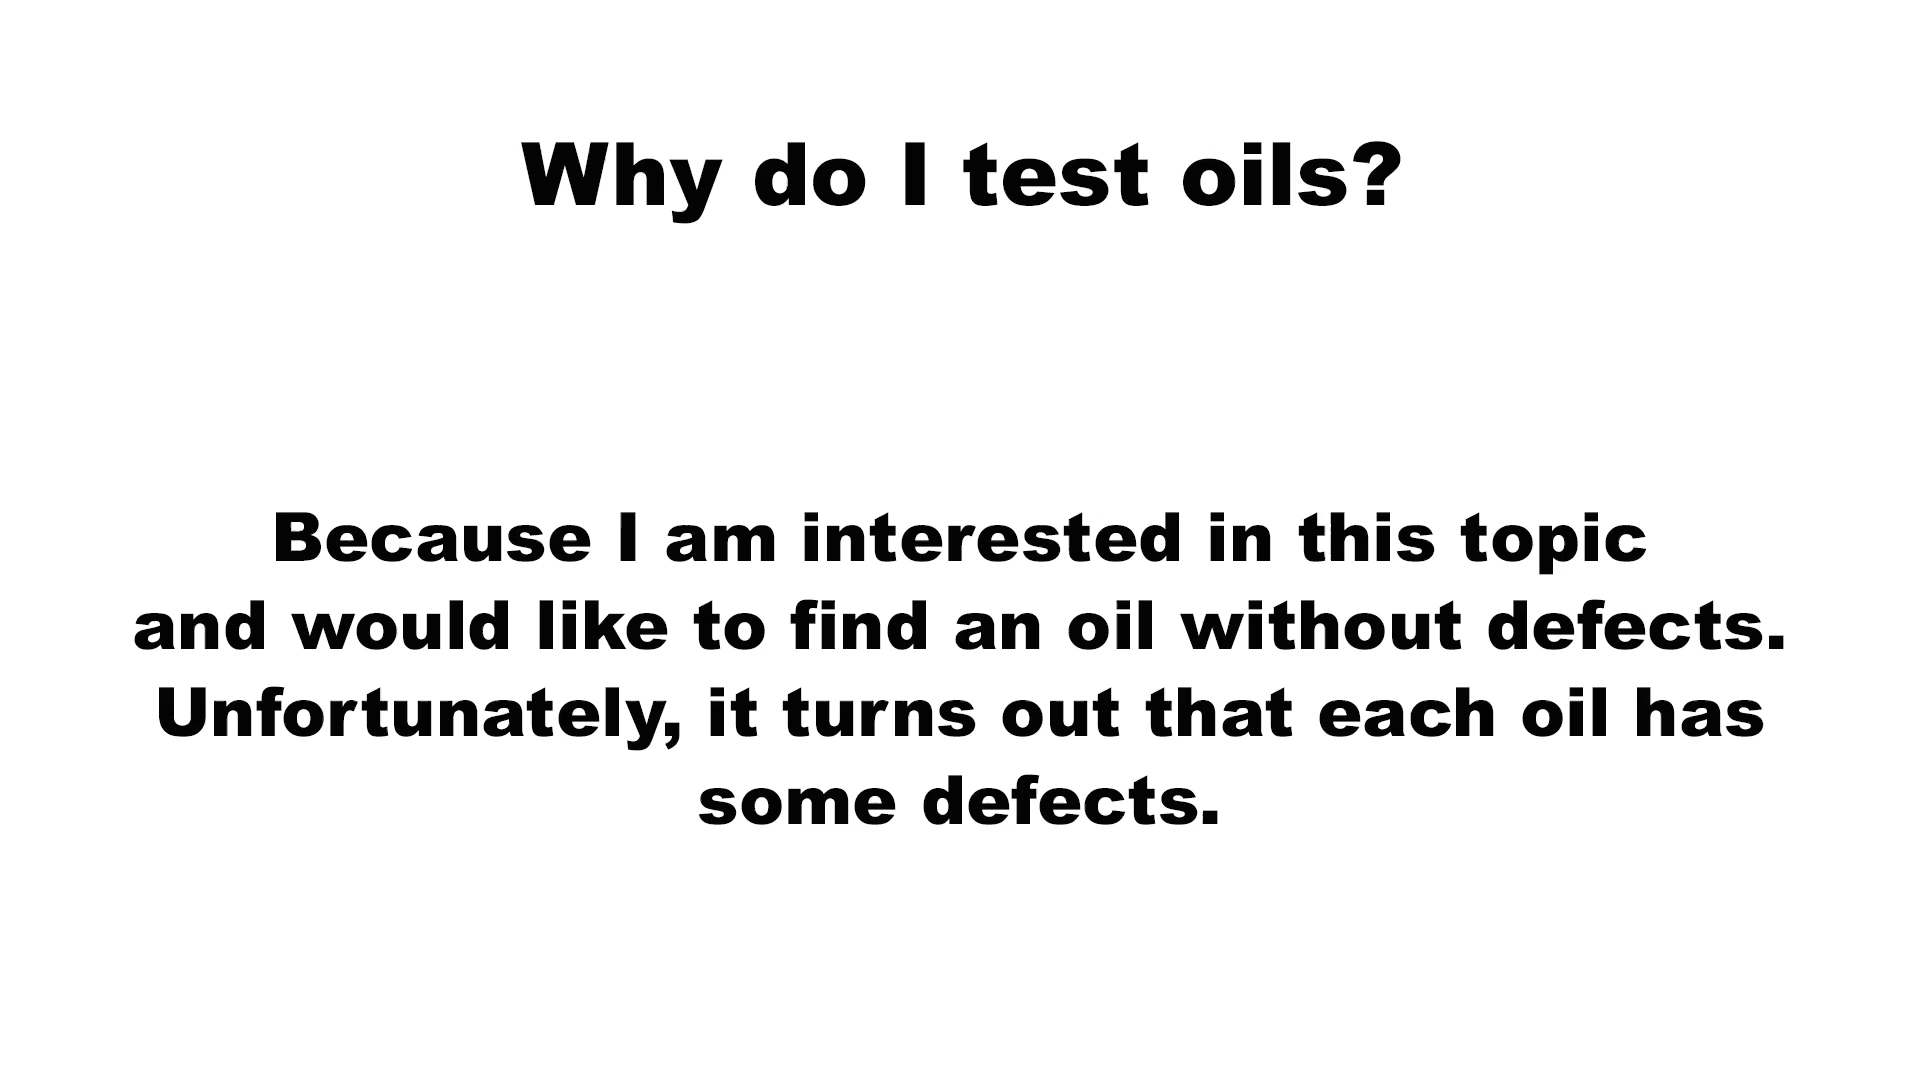 Why do I test oils?
Because I am interested in this topic
and would like to find an oil without defects.
Unfortunately, it turns out that each oil has
some defects.